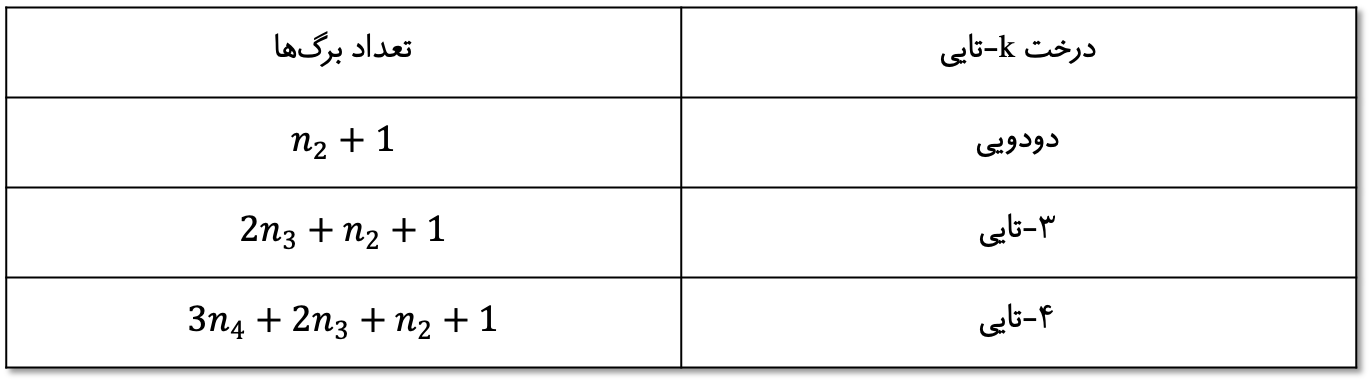 درخت k-تایی
تعداد برگ‌ها
دودویی
n₂ + 1
۳-تایی
2n₃ + n₂ + 1
۴-تایی
3n₄ + 2n₃ + n₂ + 1